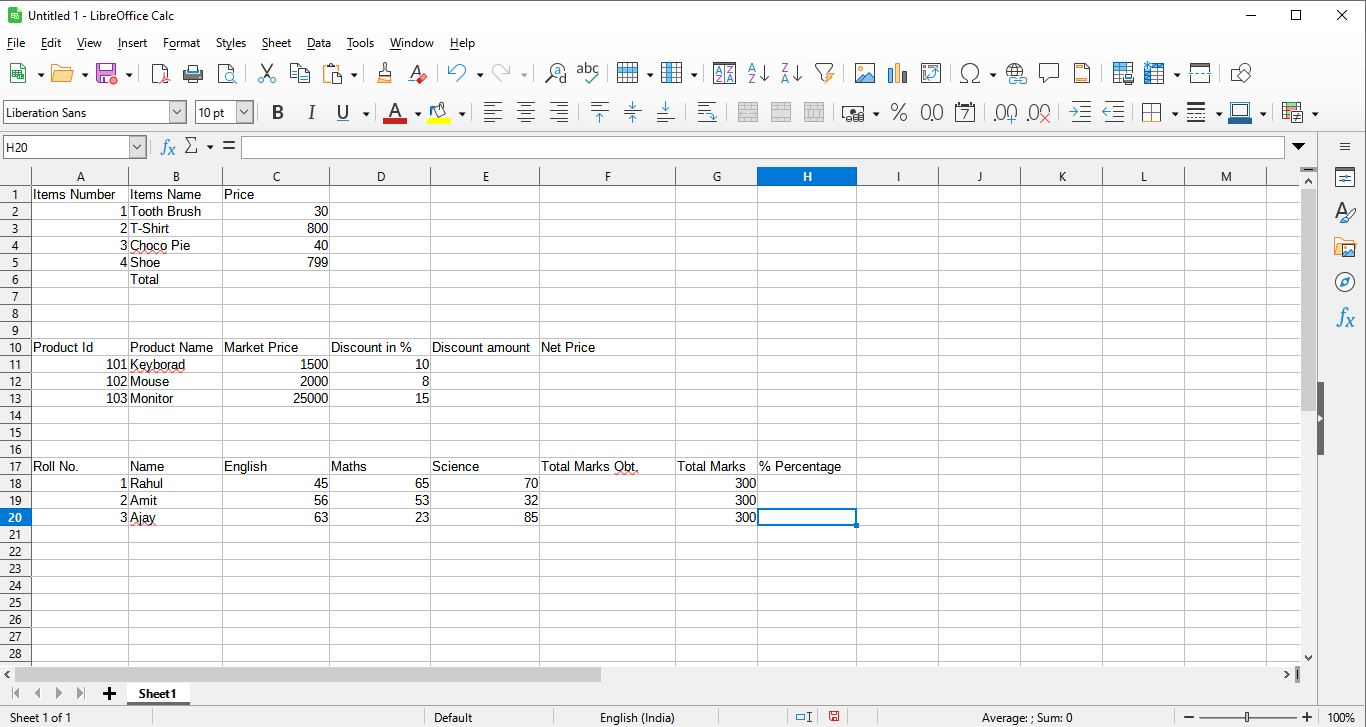 Untitled 1 - LibreOffice Calc
File Edit View Insert Format Styles Sheet Data Tools Window Help
Liberation Sans 10 pt
H20
A B C D E F G H I J K L M
1 Items Number Items Name Price
2 1 Tooth Brush 30
3 2 T-Shirt 800
4 3 Choco Pie 40
5 4 Shoe 799
6 Total
7
8
9
10 Product Id Product Name Market Price Discount in % Discount amount Net Price
11 101 Keyborad 1500 10
12 102 Mouse 2000 8
13 103 Monitor 25000 15
14
15
16
17 Roll No. Name English Maths Science Total Marks Obt. Total Marks % Percentage
18 1 Rahul 45 65 70 300
19 2 Amit 56 53 32 300
20 3 Ajay 63 23 85 300
21
22
23
24
25
26
27
28
Sheet1
Sheet 1 of 1 Default English (India) Average: ; Sum: 0 100%